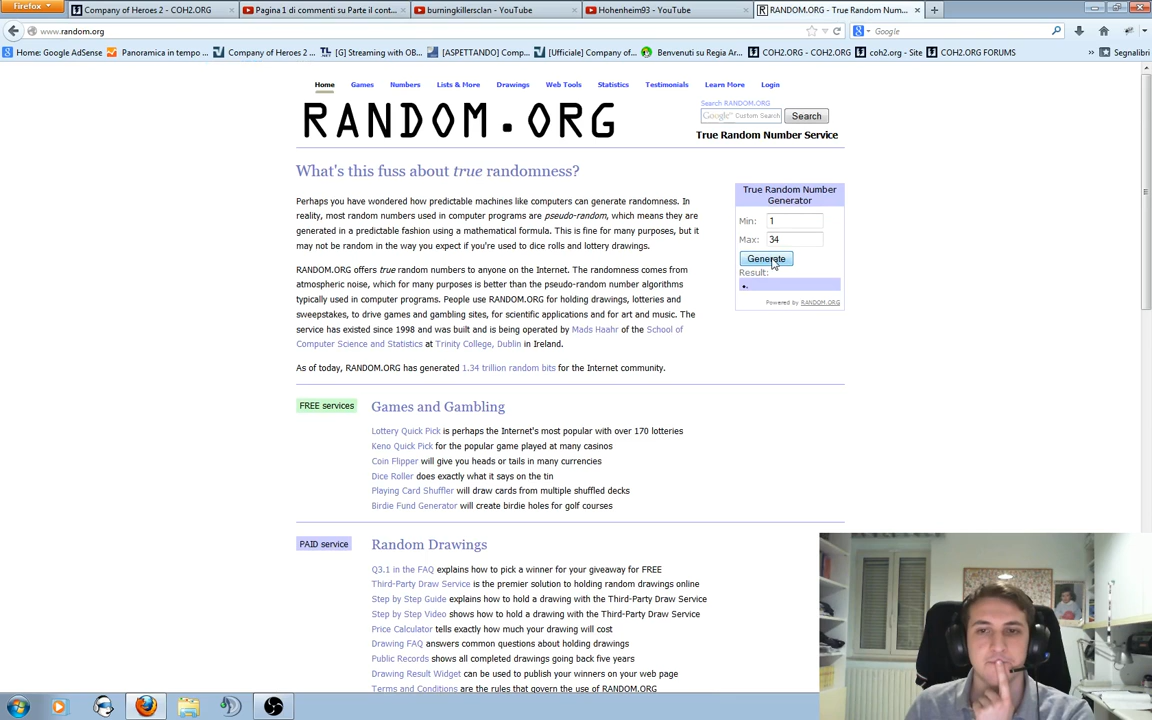 Firefox
Company of Heroes 2 - COH2.ORG
Pagina 1 di commenti su Parte il cont...
burningkillersclan - YouTube
Hohenheim93 - YouTube
RANDOM.ORG - True Random Num...
www.random.org
Google
Home: Google AdSense
Panoramica in tempo ...
Company of Heroes 2 ...
[G] Streaming with OB...
[ASPETTANDO] Comp...
[Ufficiale] Company of...
Benvenuti su Regia Ar...
COH2.ORG - COH2.ORG
coh2.org - Site
COH2.ORG FORUMS
Segnalibri
Home Games Numbers Lists & More Drawings Web Tools Statistics Testimonials Learn More Login
RANDOM.ORG
Search RANDOM.ORG
Google™ Custom Search
Search
True Random Number Service
What's this fuss about true randomness?
Perhaps you have wondered how predictable machines like computers can generate randomness. In
reality, most random numbers used in computer programs are pseudo-random, which means they are
generated in a predictable fashion using a mathematical formula. This is fine for many purposes, but it
may not be random in the way you expect if you're used to dice rolls and lottery drawings.
RANDOM.ORG offers true random numbers to anyone on the Internet. The randomness comes from
atmospheric noise, which for many purposes is better than the pseudo-random number algorithms
typically used in computer programs. People use RANDOM.ORG for holding drawings, lotteries and
sweepstakes, to drive games and gambling sites, for scientific applications and for art and music. The
service has existed since 1998 and was built and is being operated by Mads Haahr of the School of
Computer Science and Statistics at Trinity College, Dublin in Ireland.
As of today, RANDOM.ORG has generated 1.34 trillion random bits for the Internet community.
True Random Number
Generator
Min: 1
Max: 34
Generate
Result:
Powered by RANDOM.ORG
FREE services
Games and Gambling
Lottery Quick Pick is perhaps the Internet's most popular with over 170 lotteries
Keno Quick Pick for the popular game played at many casinos
Coin Flipper will give you heads or tails in many currencies
Dice Roller does exactly what it says on the tin
Playing Card Shuffler will draw cards from multiple shuffled decks
Birdie Fund Generator will create birdie holes for golf courses
PAID service
Random Drawings
Q3.1 in the FAQ explains how to pick a winner for your giveaway for FREE
Third-Party Draw Service is the premier solution to holding random drawings online
Step by Step Guide explains how to hold a drawing with the Third-Party Draw Service
Step by Step Video shows how to hold a drawing with the Third-Party Draw Service
Price Calculator tells exactly how much your drawing will cost
Drawing FAQ answers common questions about holding drawings
Public Records shows all completed drawings going back five years
Drawing Result Widget can be used to publish your winners on your web page
Terms and Conditions are the rules that govern the use of RANDOM.ORG